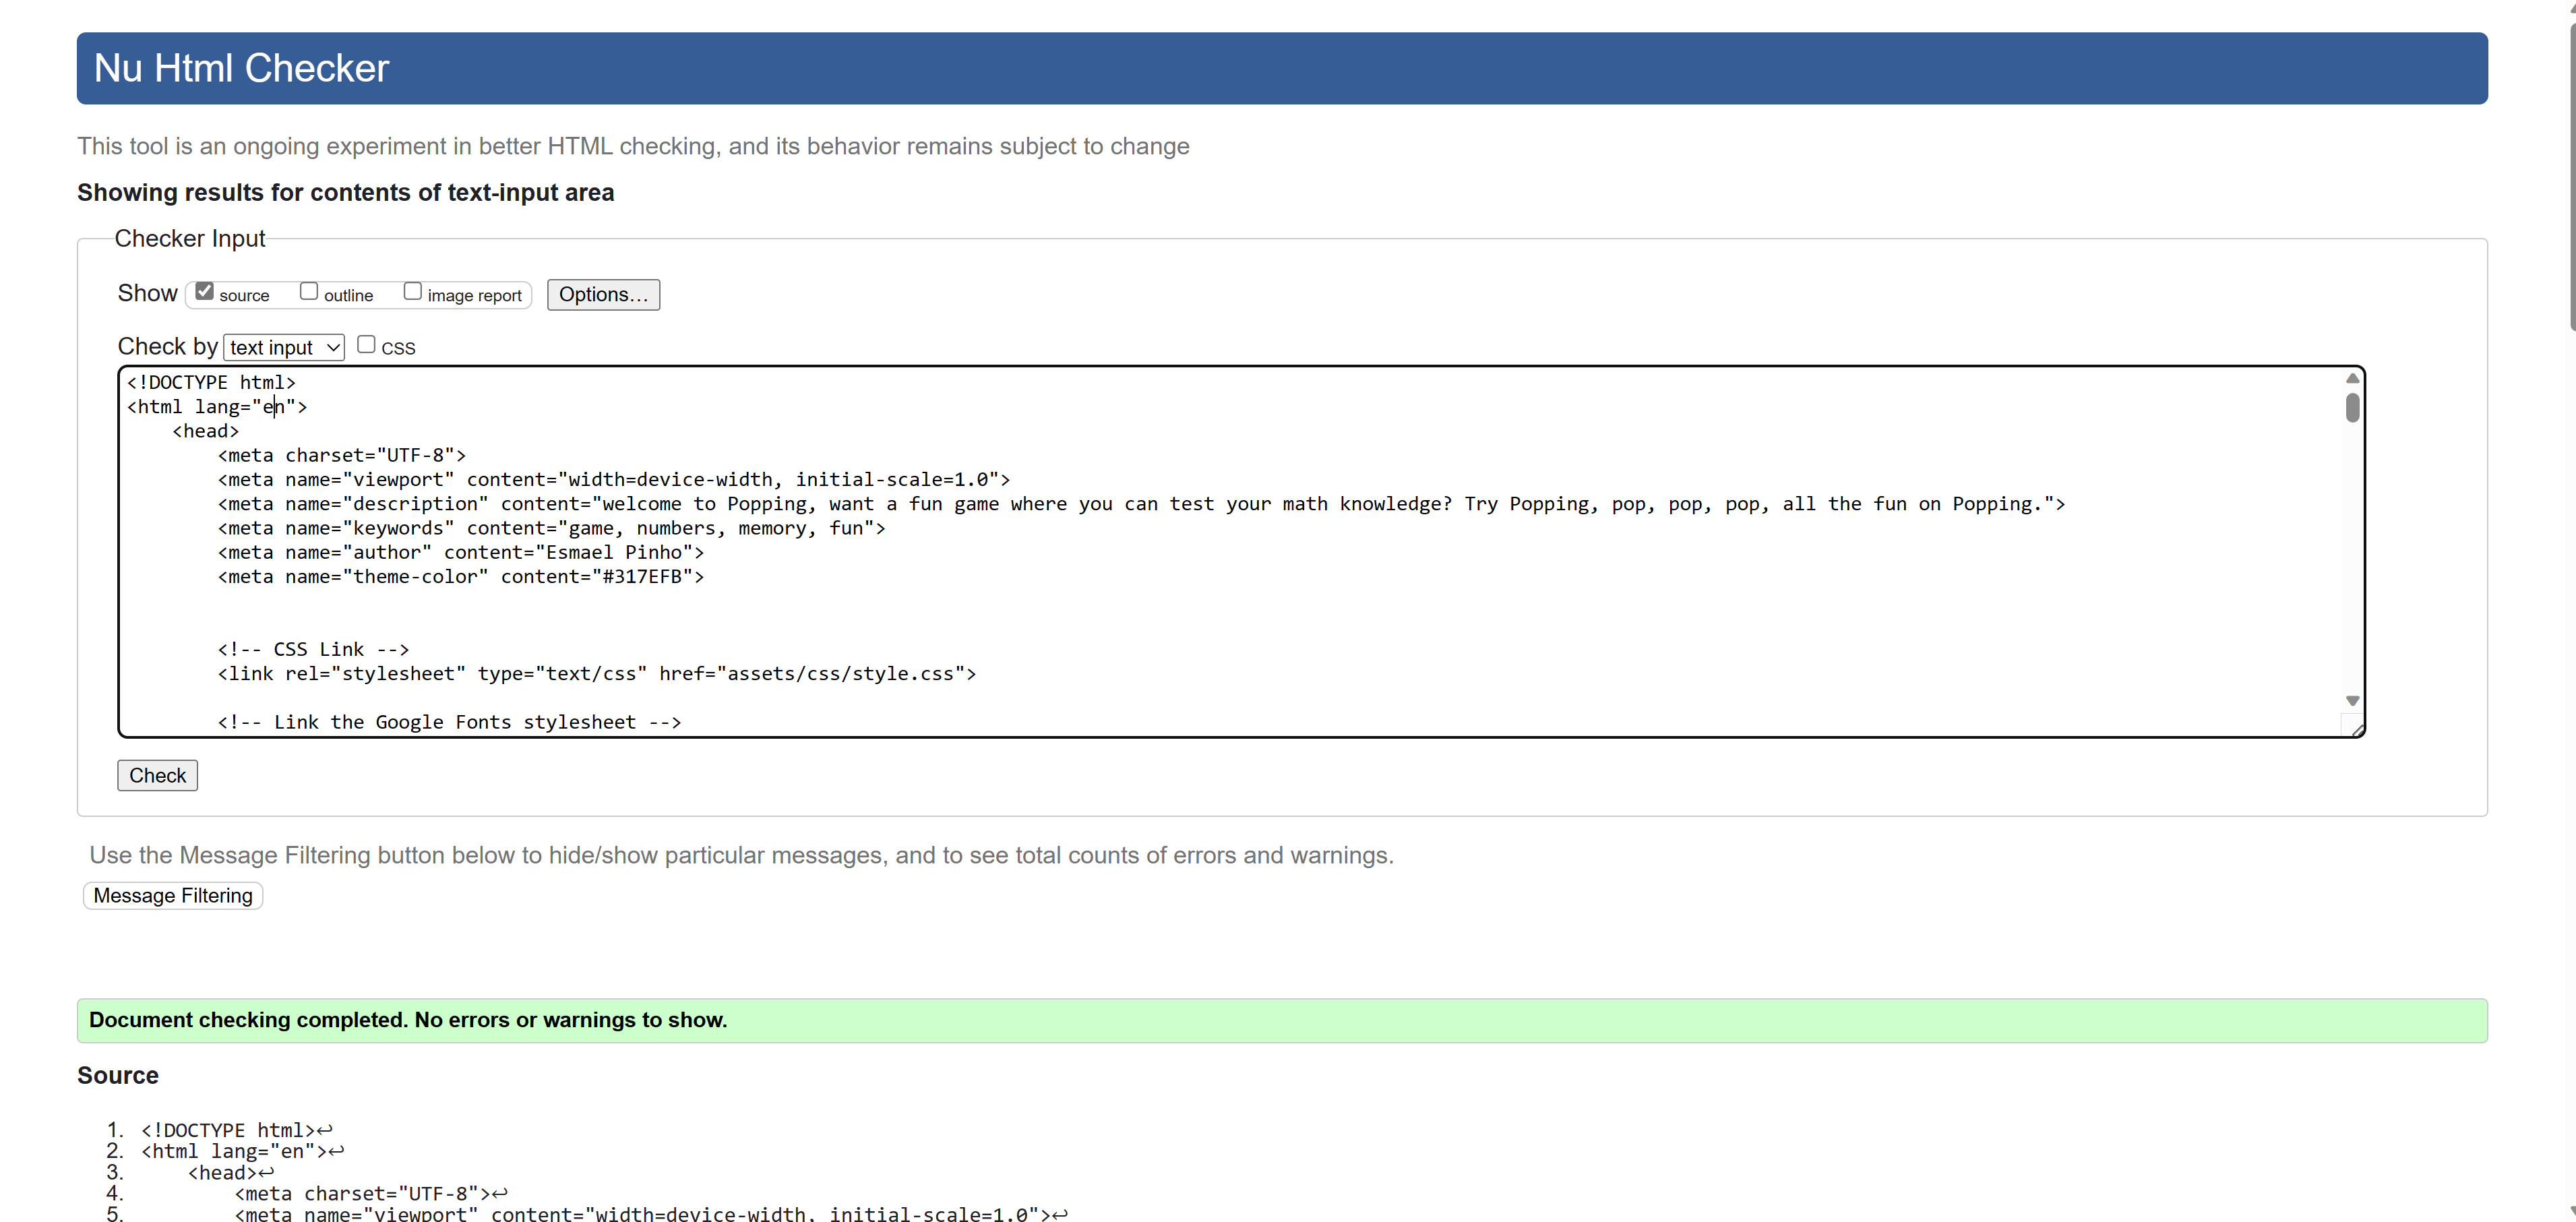 Nu Html Checker
This tool is an ongoing experiment in better HTML checking, and its behavior remains subject to change
Showing results for contents of text-input area
Checker Input
Show source outline image report Options...
Check by text input CSS
<!DOCTYPE html>
<html lang="en">
<head>
<meta charset="UTF-8">
<meta name="viewport" content="width=device-width, initial-scale=1.0">
<meta name="description" content="welcome to Popping, want a fun game where you can test your math knowledge? Try Popping, pop, pop, pop, all the fun on Popping.">
<meta name="keywords" content="game, numbers, memory, fun">
<meta name="author" content="Esmael Pinho">
<meta name="theme-color" content="#317EFB">
<!-- CSS Link -->
<link rel="stylesheet" type="text/css" href="assets/css/style.css">
<!-- Link the Google Fonts stylesheet -->
Check
Use the Message Filtering button below to hide/show particular messages, and to see total counts of errors and warnings.
Message Filtering
Document checking completed. No errors or warnings to show.
Source
1. <!DOCTYPE html>↩
2. <html lang="en">↩
3. <head>↩
4. <meta charset="UTF-8">↩
5. <meta name="viewport" content="width=device-width, initial-scale=1.0">↩